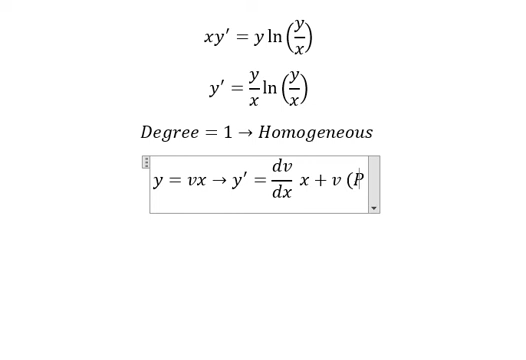 xy′ = y ln(y/x)
y′ = y/x ln(y/x)
Degree = 1 → Homogeneous
y = vx → y′ = dv/dx x + v (P